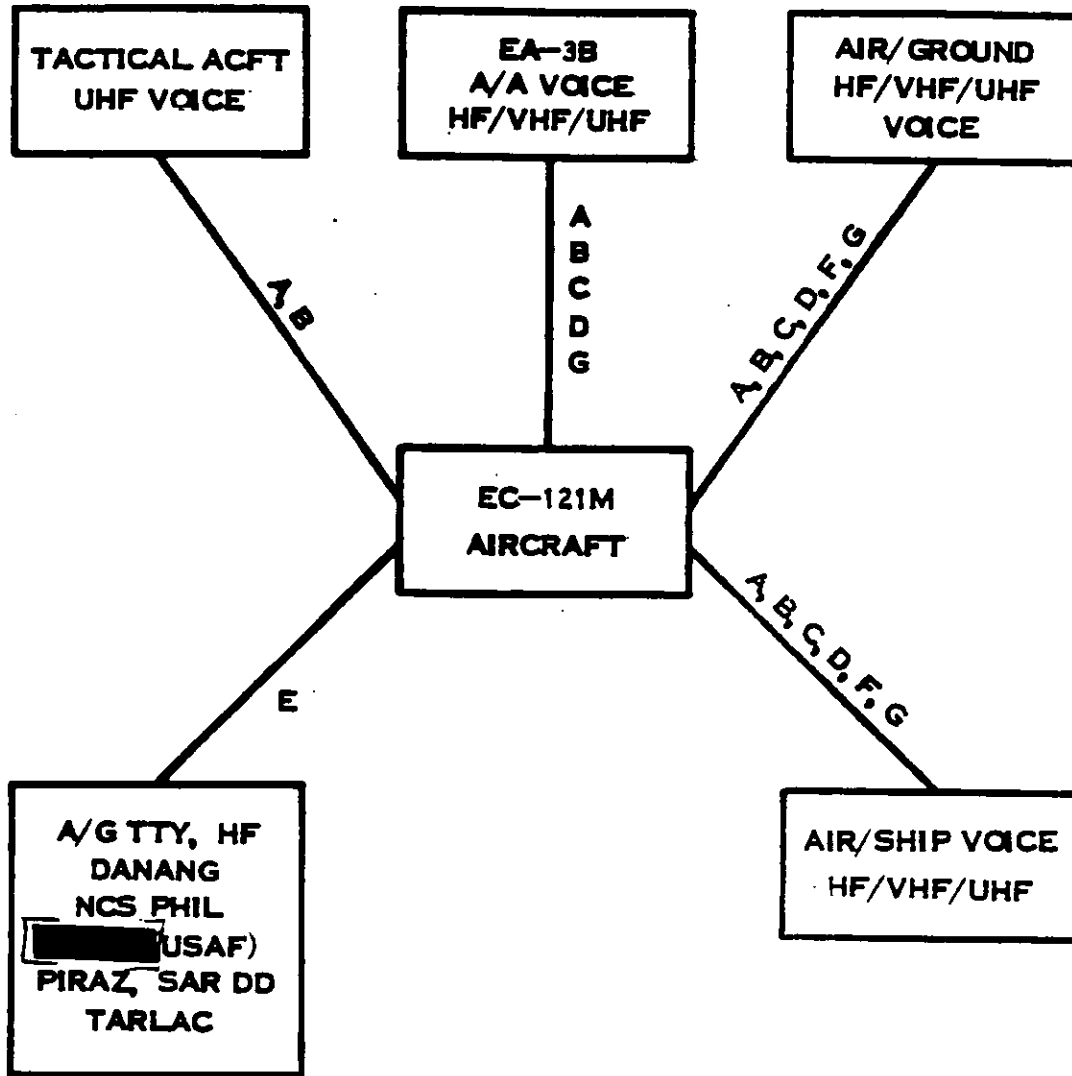 TACTICAL ACFT
UHF VOICE
EA-3B
A/A VOICE
HF/VHF/UHF
AIR/GROUND
HF/VHF/UHF
VOICE
A, B
A
B
C
D
G
A, B, C, D, F, G
EC-121M
AIRCRAFT
E
A, B, C, D, F, G
A/G TTY, HF
DANANG
NCS PHIL
USAF)
PIRAZ, SAR DD
TARLAC
AIR/SHIP VOICE
HF/VHF/UHF